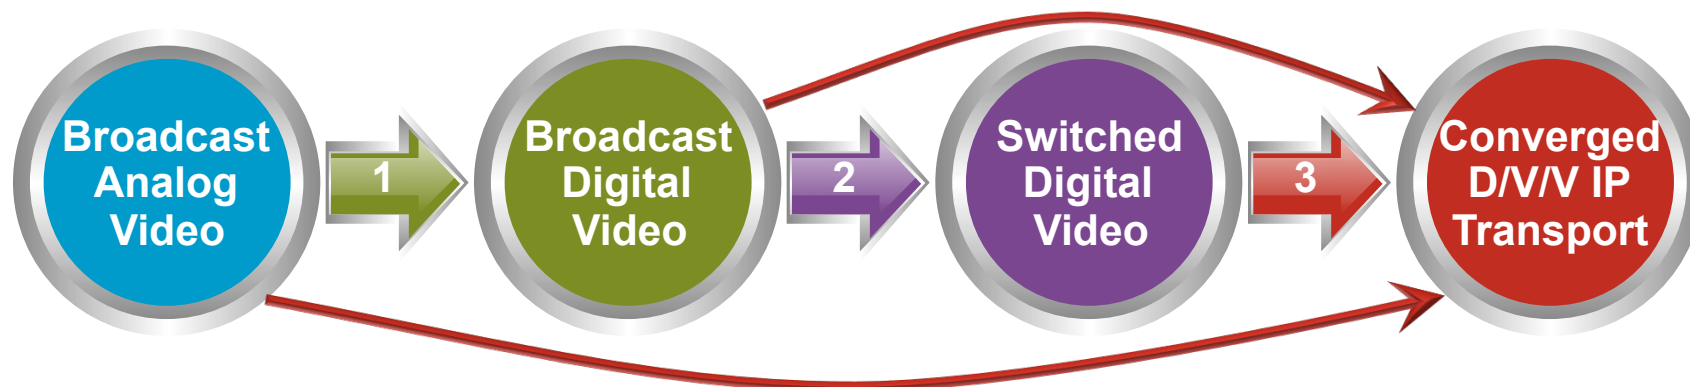 Broadcast
Analog
Video
1
Broadcast
Digital
Video
2
Switched
Digital
Video
3
Converged
D/V/V IP
Transport